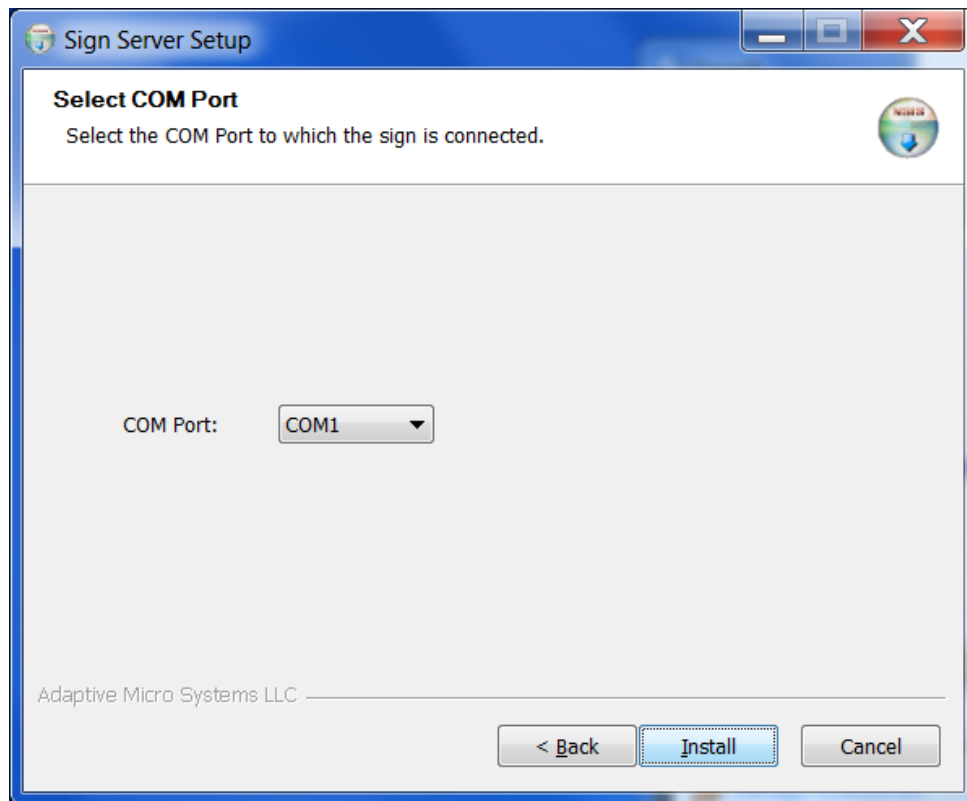 Sign Server Setup
Select COM Port
Select the COM Port to which the sign is connected.
NSIS
COM Port:
COM1
Adaptive Micro Systems LLC
< Back
Install
Cancel